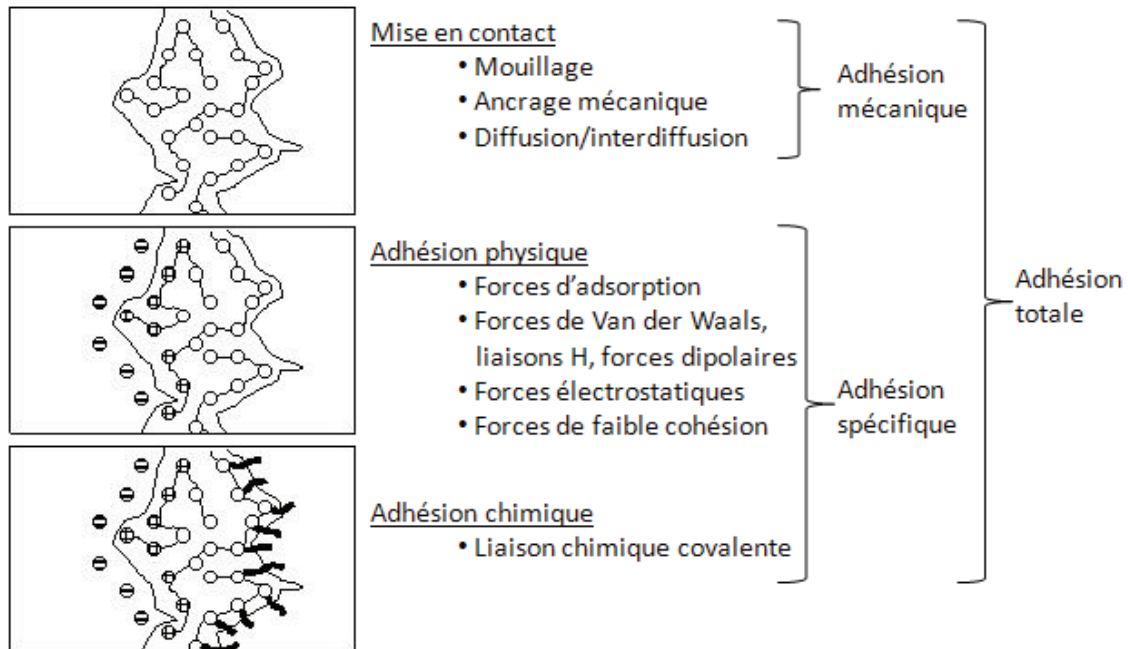 Mise en contact
• Mouillage
• Ancrage mécanique
• Diffusion/interdiffusion
Adhésion
mécanique
Adhésion physique
• Forces d'adsorption
• Forces de Van der Waals,
liaisons H, forces dipolaires
• Forces électrostatiques
• Forces de faible cohésion
Adhésion chimique
• Liaison chimique covalente
Adhésion
spécifique
Adhésion
totale